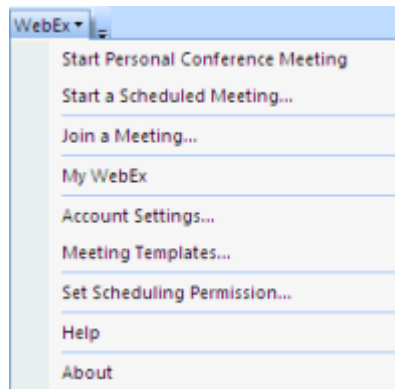 WebEx
Start Personal Conference Meeting
Start a Scheduled Meeting...
Join a Meeting...
My WebEx
Account Settings...
Meeting Templates...
Set Scheduling Permission...
Help
About